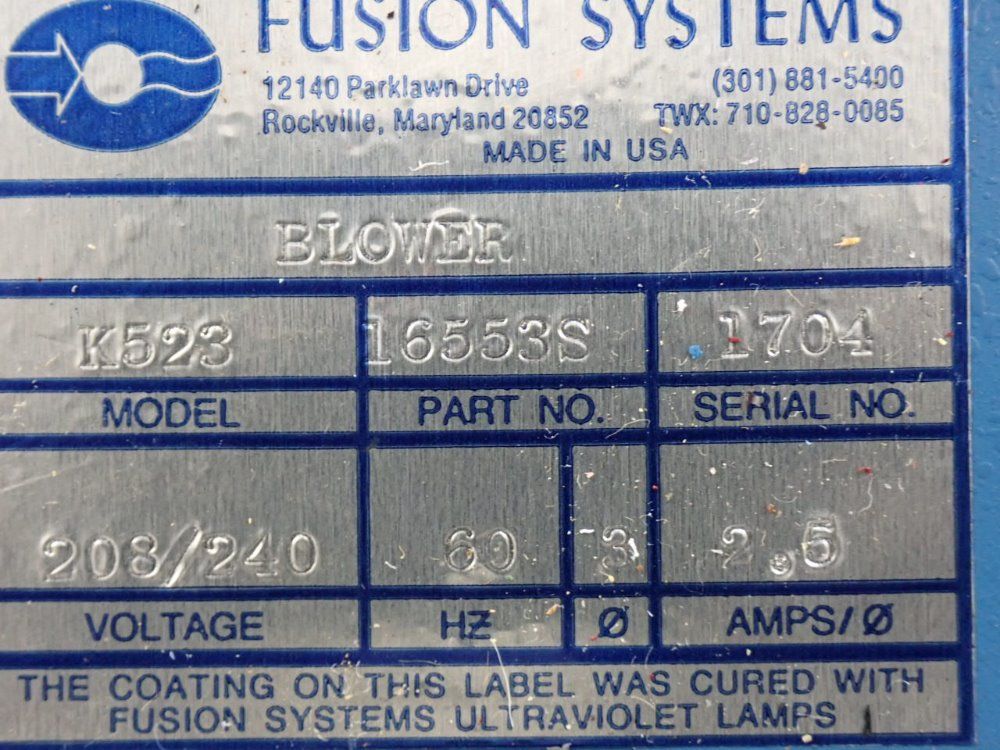 FUSION SYSTEMS
12140 Parklawn Drive (301) 881-5400
Rockville, Maryland 20852 TWX: 710-828-0085
MADE IN USA
BLOWER
K523 16553S 1704
MODEL PART NO. SERIAL NO.
208/240 60 3 2.5
VOLTAGE HZ Ø AMPS/Ø
THE COATING ON THIS LABEL WAS CURED WITH
FUSION SYSTEMS ULTRAVIOLET LAMPS